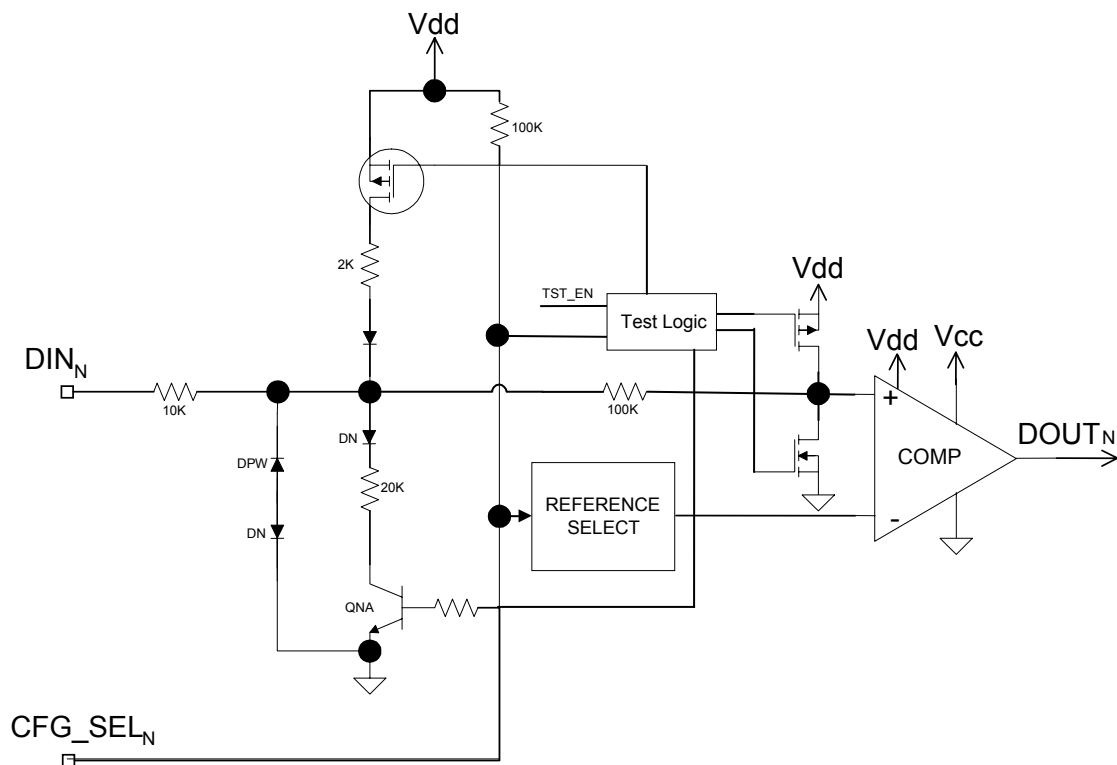 Vdd
100K
2K
TST_EN
Test Logic
Vdd
Vdd
Vcc
DIN_N
10K
100K
+
COMP
DOUT_N
DN
DPW
20K
REFERENCE
SELECT
-
DN
QNA
CFG_SEL_N